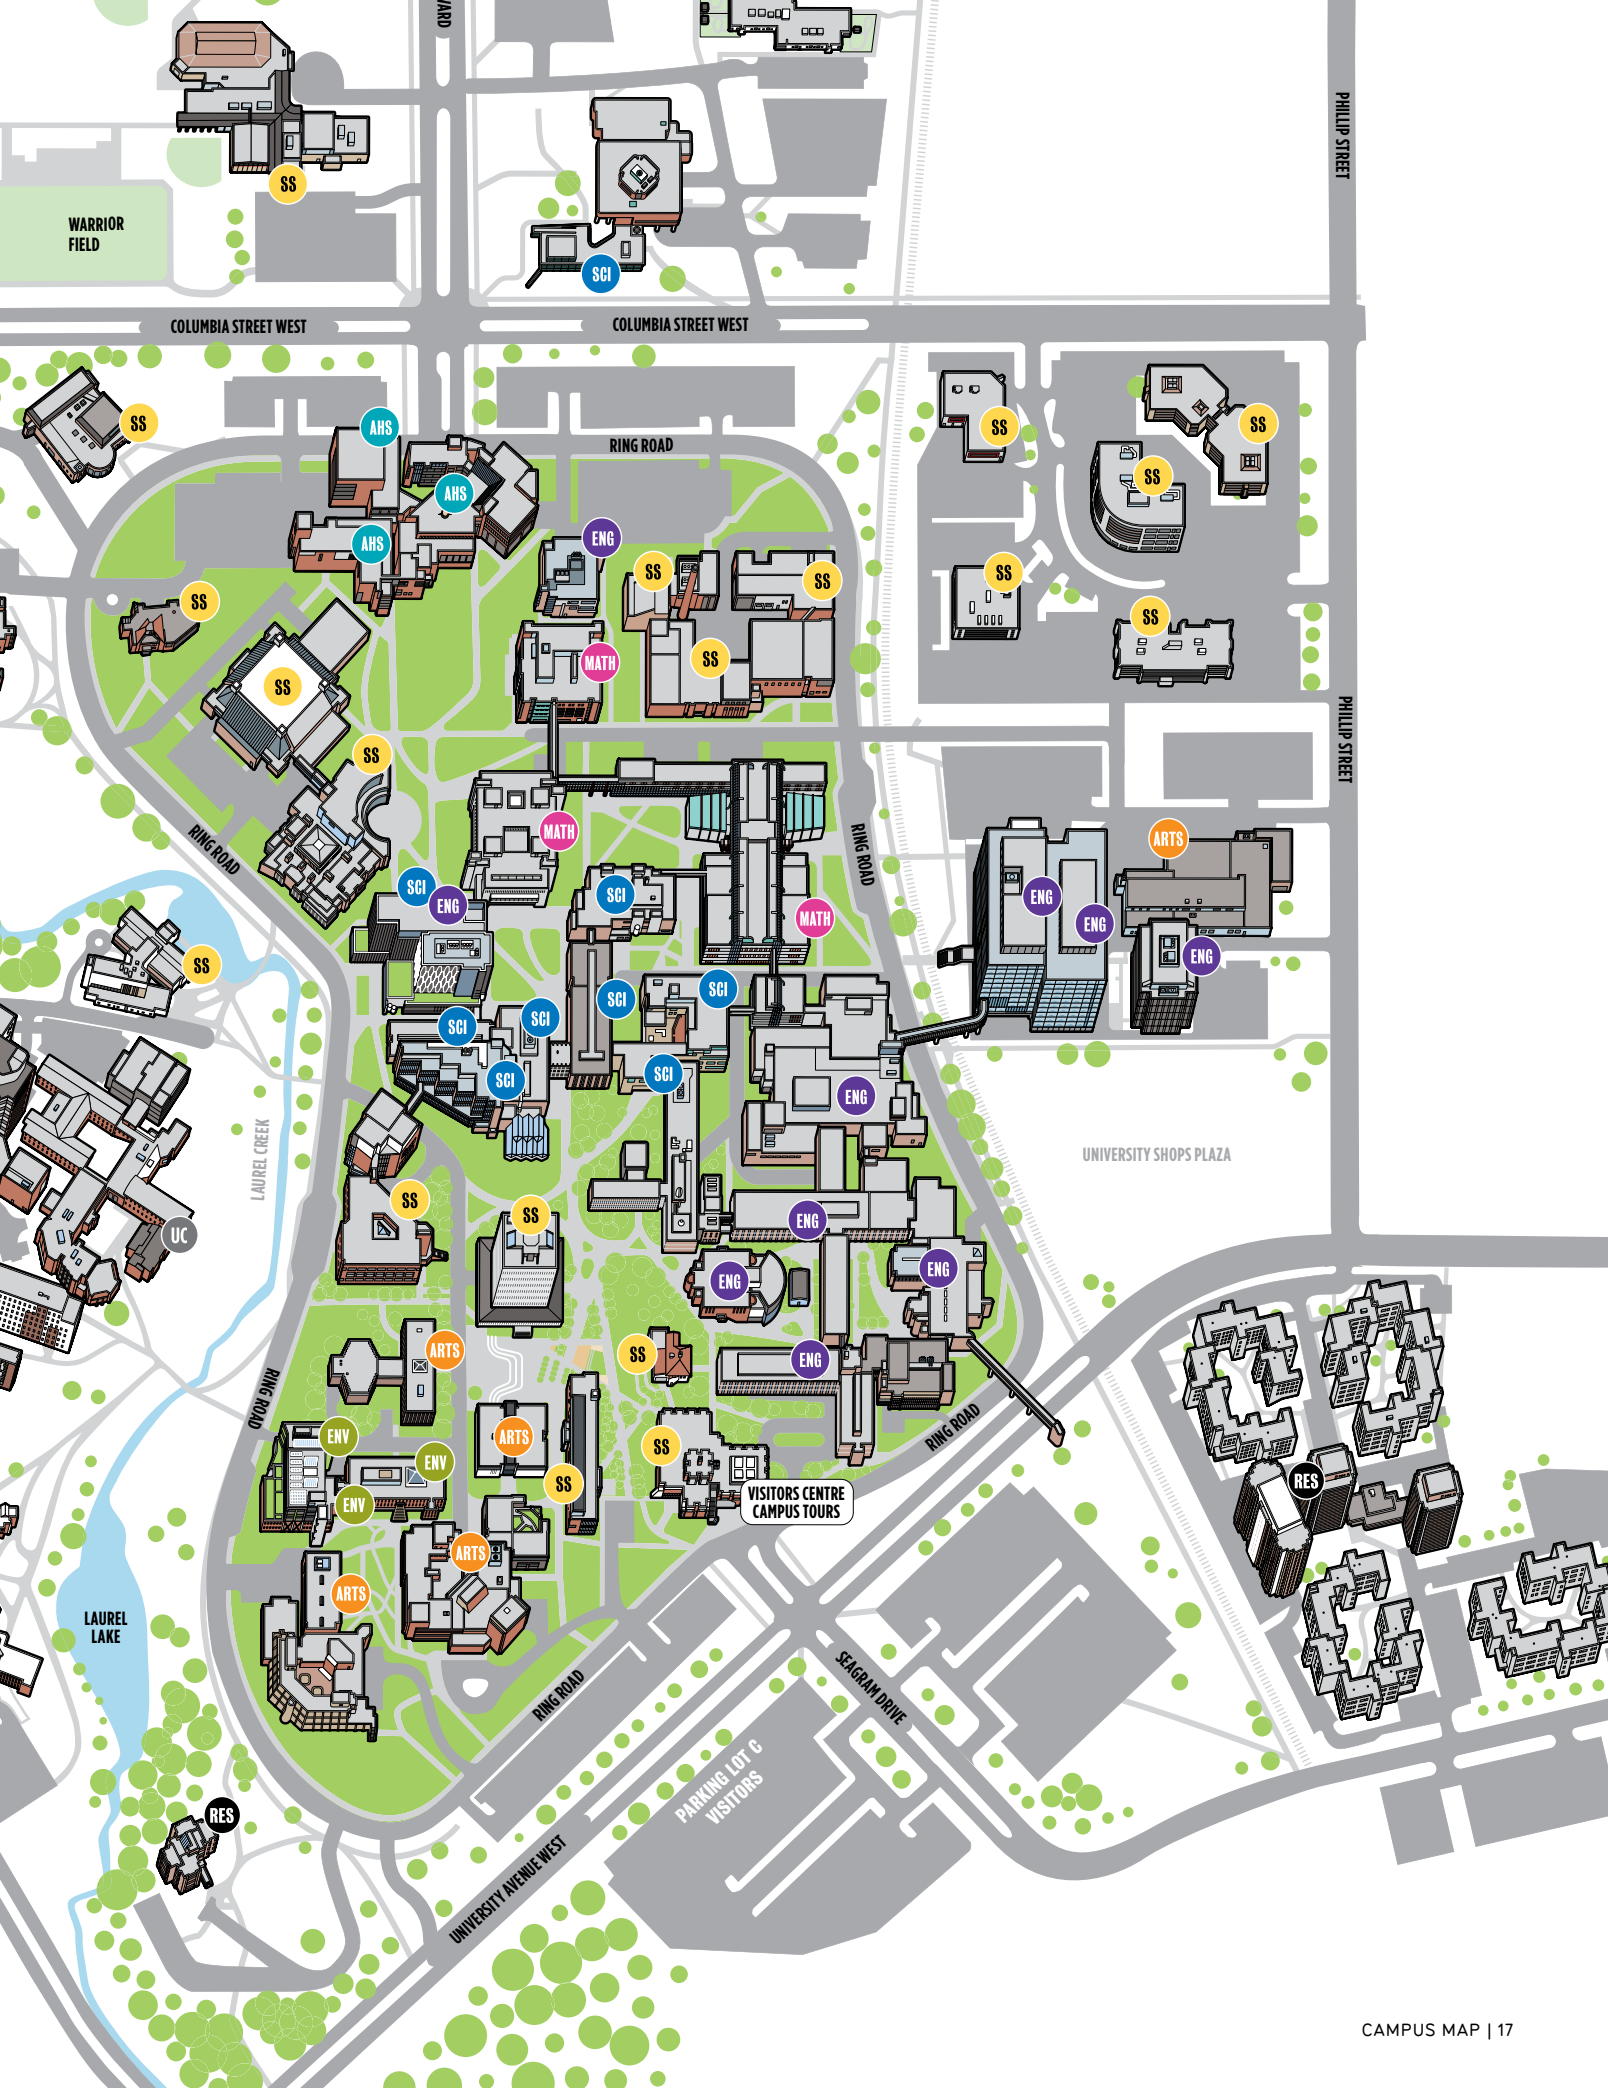 WARD
PHILLIP STREET
SS
WARRIOR
FIELD
SCI
COLUMBIA STREET WEST
COLUMBIA STREET WEST
SS
AHS
RING ROAD
SS
SS
SS
AHS
AHS
ENG
SS
SS
SS
SS
SS
SS
MATH
SS
SS
PHILLIP STREET
SS
RING ROAD
MATH
RING ROAD
ARTS
SCI
ENG
SCI
MATH
ENG
ENG
ENG
SS
SCI
SCI
SCI
SCI
SCI
SCI
ENG
LAUREL CREEK
UNIVERSITY SHOPS PLAZA
UC
SS
SS
ENG
ENG
ENG
ARTS
SS
ENG
RING ROAD
ENV
ARTS
SS
RING ROAD
ENV
SS
ENV
RES
VISITORS CENTRE
CAMPUS TOURS
ARTS
ARTS
LAUREL
LAKE
RING ROAD
SEAGRAM DRIVE
PARKING LOT C
VISITORS
RES
UNIVERSITY AVENUE WEST
CAMPUS MAP | 17